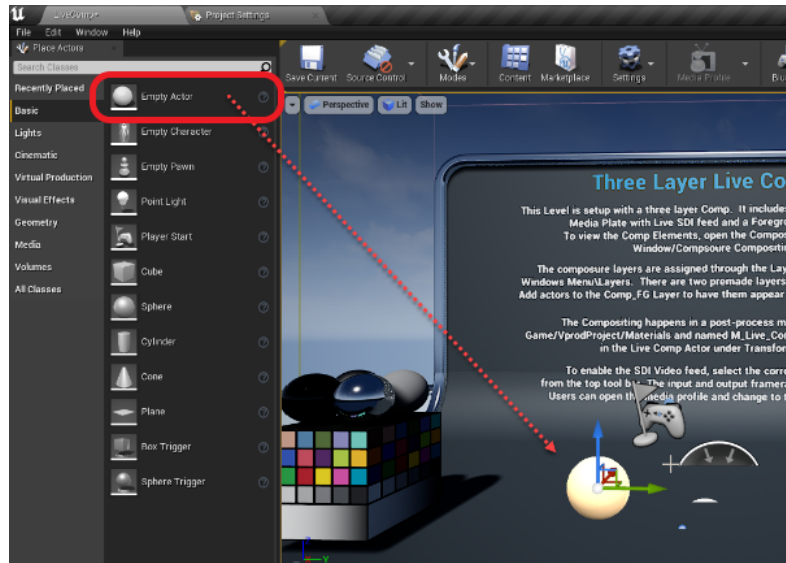 Project Settings
File Edit Window Help
Place Actors
Search Classes
Recently Placed
Basic
Lights
Cinematic
Virtual Production
Visual Effects
Geometry
Media
Volumes
All Classes
Empty Actor
Empty Character
Empty Pawn
Point Light
Player Start
Cube
Sphere
Cylinder
Cone
Plane
Box Trigger
Sphere Trigger
Save Current Source Control Modes Content Marketplace Settings Media Profile Blu
Perspective Lit Show
Three Layer Live Co
This Level is setup with a three layer Comp. It include
Media Plate with Live SDI feed and a Foregr
To view the Comp Elements, open the Compos
Window/Compsoure Compositi
The composure layers are assigned through the Lay
Windows Menu\Layers. There are two premade layers
Add actors to the Comp_FG Layer to have them appear
The Compositing happens in a post-process m
Game/VprodProject/Materials and named M_Live_Co
in the Live Comp Actor under Transfor
To enable the SDI Video feed, select the corre
from the top tool bar. The input and output framera
Users can open the media profile and change to t
Y